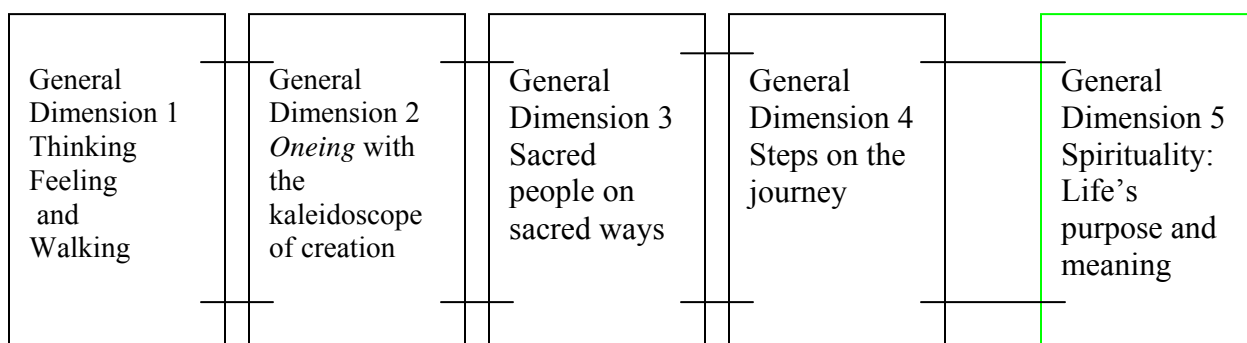 General
Dimension 1
Thinking
Feeling
and
Walking
General
Dimension 2
Oneing with
the
kaleidoscope
of creation
General
Dimension 3
Sacred
people on
sacred ways
General
Dimension 4
Steps on the
journey
General
Dimension 5
Spirituality:
Life’s
purpose and
meaning